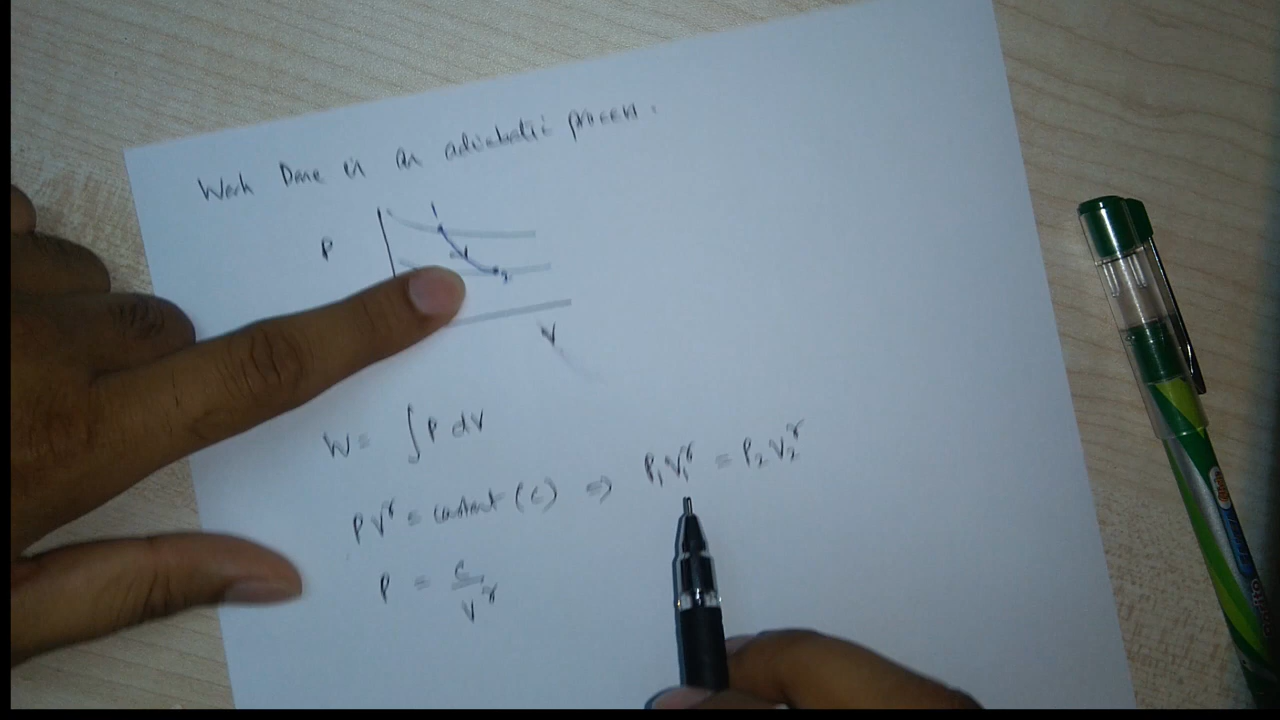 Work Done in an adiabatic process.
1
P
2
V
W = ∫P dV
PV^γ = constant (C) ⇒ P₁V₁^γ = P₂V₂^γ
P = C/V^γ